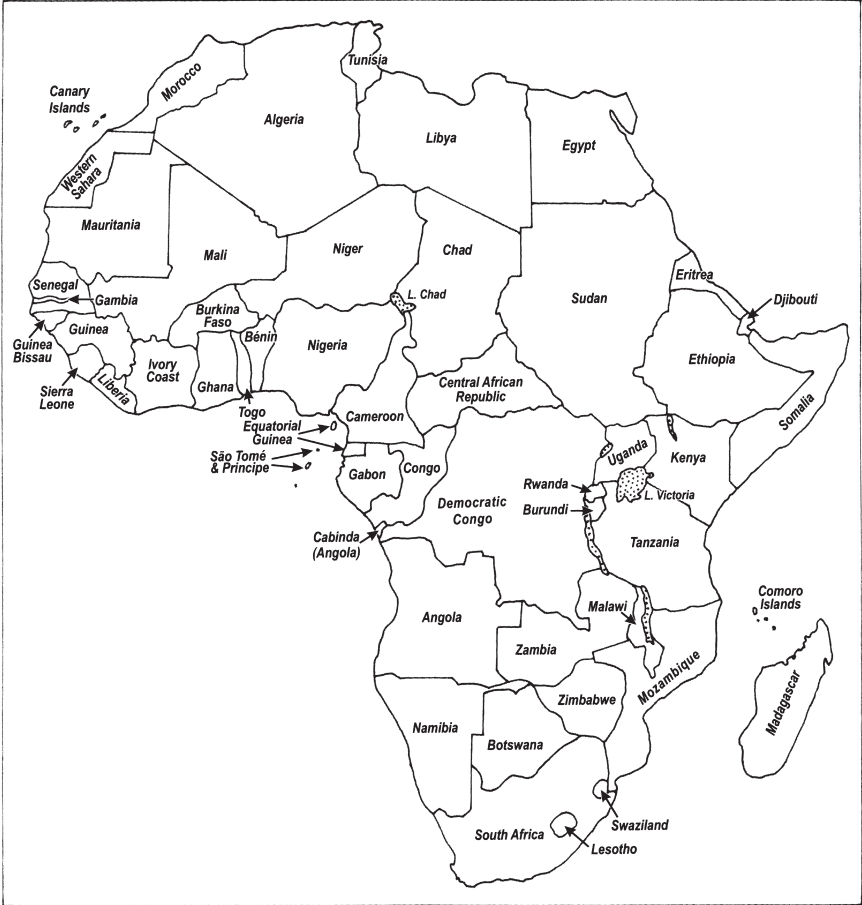 Tunisia
Morocco
Canary
Islands
Algeria
Libya
Egypt
Western
Sahara
Mauritania
Mali
Niger
Chad
Sudan
Eritrea
Djibouti
Senegal
Gambia
L. Chad
Burkina
Faso
Bénin
Guinea
Guinea
Bissau
Nigeria
Ethiopia
Ivory
Coast
Ghana
Sierra
Leone
Liberia
Central African
Republic
Somalia
Togo
Equatorial
Guinea
Cameroon
São Tomé
& Principe
Gabon
Congo
Uganda
Kenya
Rwanda
L. Victoria
Burundi
Democratic
Congo
Cabinda
(Angola)
Tanzania
Comoro
Islands
Malawi
Angola
Zambia
Mozambique
Madagascar
Zimbabwe
Namibia
Botswana
Swaziland
South Africa
Lesotho